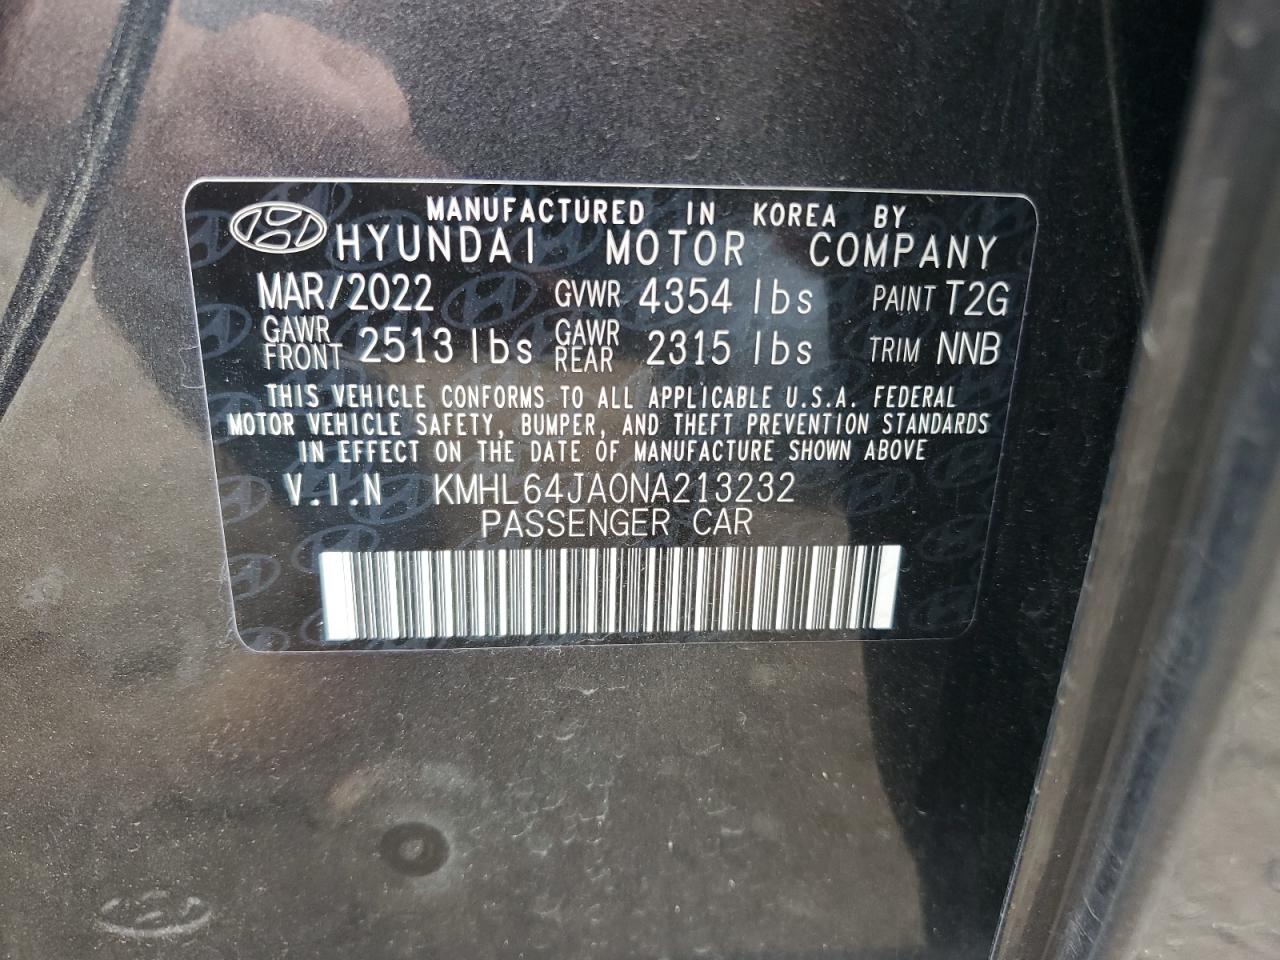 MANUFACTURED IN KOREA BY
HYUNDAI MOTOR COMPANY
MAR/2022 GVWR 4354 lbs PAINT T2G
GAWR FRONT 2513 lbs GAWR REAR 2315 lbs TRIM NNB
THIS VEHICLE CONFORMS TO ALL APPLICABLE U.S.A. FEDERAL
MOTOR VEHICLE SAFETY, BUMPER, AND THEFT PREVENTION STANDARDS
IN EFFECT ON THE DATE OF MANUFACTURE SHOWN ABOVE
V.I.N KMHL64JA0NA213232
PASSENGER CAR